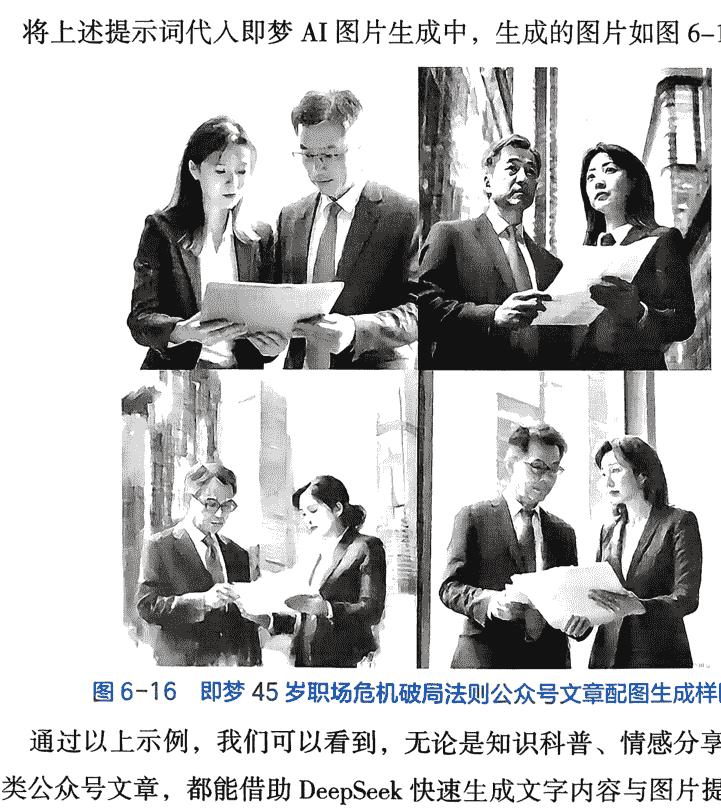 将上述提示词代入即梦 AI 图片生成中，生成的图片如图 6-1
图 6-16 即梦 45 岁职场危机破局法则公众号文章配图生成样
通过以上示例，我们可以看到，无论是知识科普、情感分享
类公众号文章，都能借助 DeepSeek 快速生成文字内容与图片提